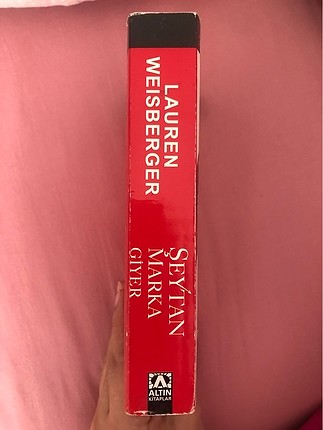 LAUREN
WEISBERGER
ŞEYTAN
MARKA
GİYER
ALTIN
KİTAPLAR